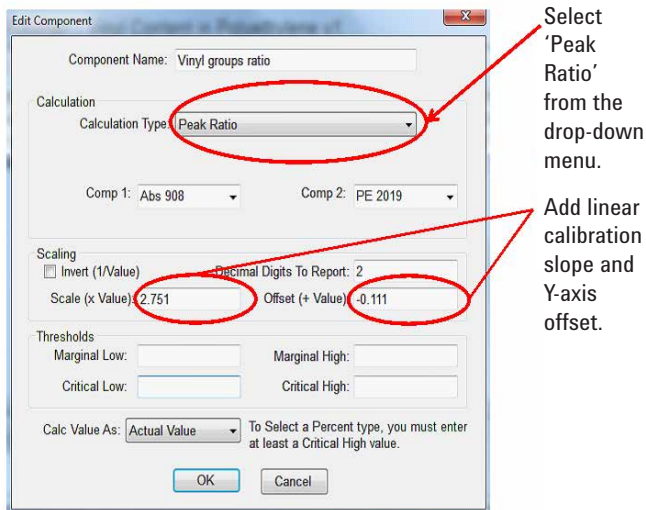 Edit Component
Component Name: Vinyl groups ratio
Calculation
Calculation Type: Peak Ratio
Comp 1: Abs 908
Comp 2: PE 2019
Scaling
Invert (1/Value)
Decimal Digits To Report: 2
Scale (x Value): 2.751
Offset (+ Value): -0.111
Thresholds
Marginal Low:
Marginal High:
Critical Low:
Critical High:
Calc Value As: Actual Value
To Select a Percent type, you must enter
at least a Critical High value.
OK
Cancel
Select
‘Peak
Ratio’
from the
drop-down
menu.
Add linear
calibration
slope and
Y-axis
offset.